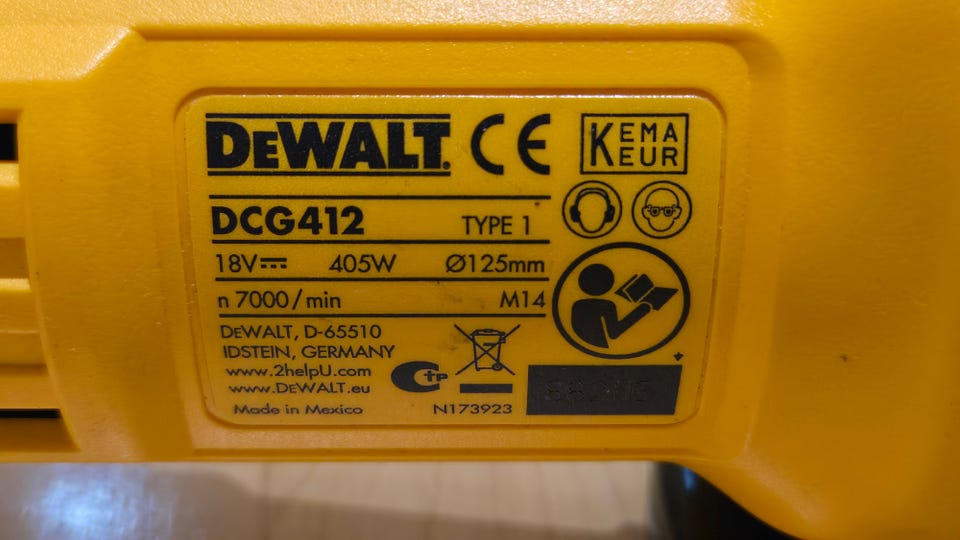 DEWALT. CE KEMA KEUR
DCG412 TYPE 1
18V 405W Ø125mm
n 7000/min M14
DEWALT, D-65510
IDSTEIN, GERMANY
www.2helpU.com
www.DEWALT.eu
Made in Mexico
N173923